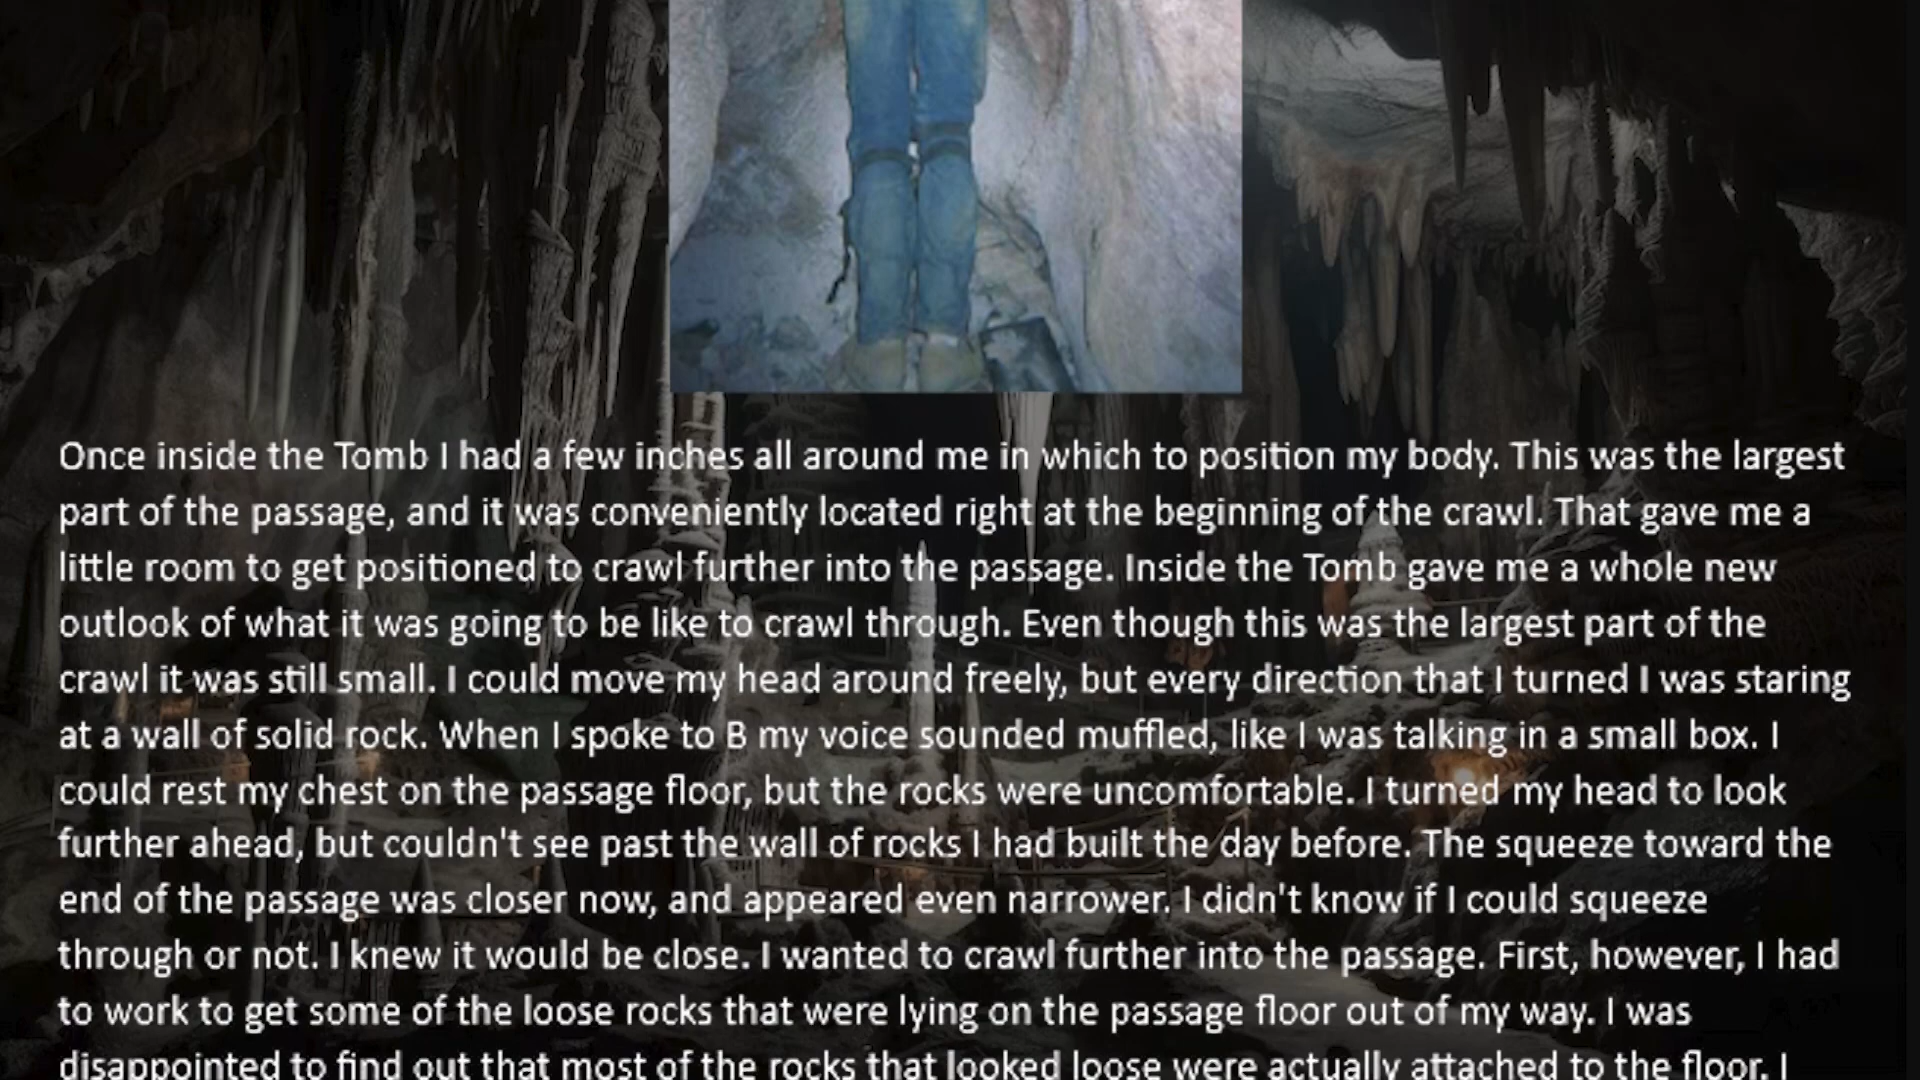 Once inside the Tomb I had a few inches all around me in which to position my body. This was the largest
part of the passage, and it was conveniently located right at the beginning of the crawl. That gave me a
little room to get positioned to crawl further into the passage. Inside the Tomb gave me a whole new
outlook of what it was going to be like to crawl through. Even though this was the largest part of the
crawl it was still small. I could move my head around freely, but every direction that I turned I was staring
at a wall of solid rock. When I spoke to B my voice sounded muffled, like I was talking in a small box. I
could rest my chest on the passage floor, but the rocks were uncomfortable. I turned my head to look
further ahead, but couldn't see past the wall of rocks I had built the day before. The squeeze toward the
end of the passage was closer now, and appeared even narrower. I didn't know if I could squeeze
through or not. I knew it would be close. I wanted to crawl further into the passage. First, however, I had
to work to get some of the loose rocks that were lying on the passage floor out of my way. I was
disappointed to find out that most of the rocks that looked loose were actually attached to the floor. I